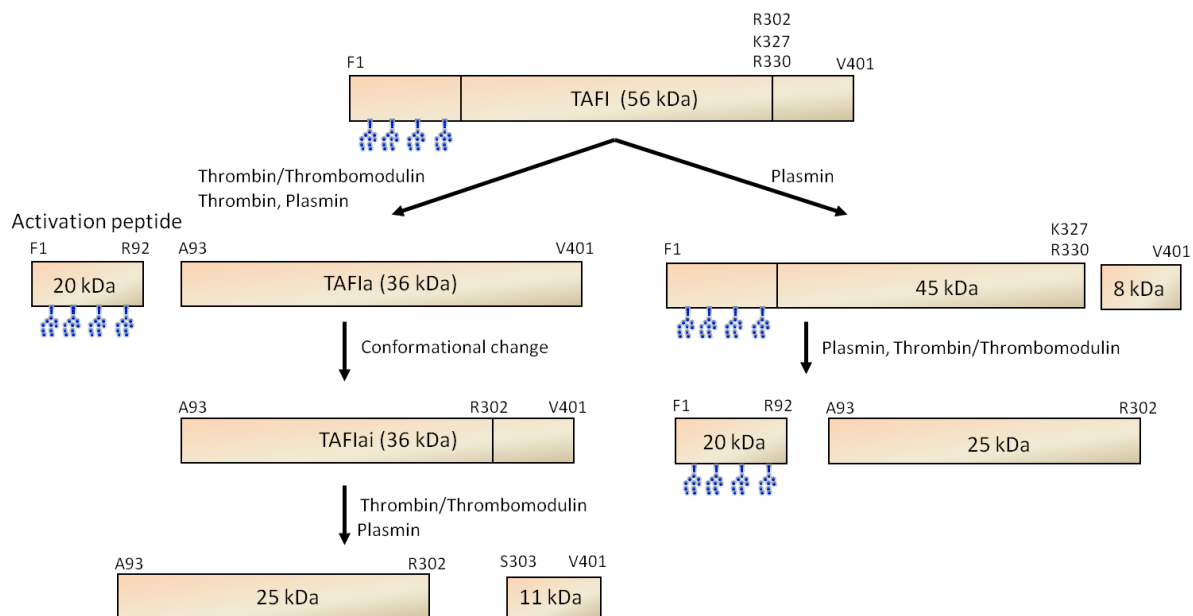 R302
K327
F1 R330 V401
TAFI (56 kDa)
Thrombin/Thrombomodulin
Thrombin, Plasmin
Plasmin
Activation peptide
F1 R92 A93 V401
20 kDa TAFIa (36 kDa)
K327
F1 R330 V401
45 kDa 8 kDa
Conformational change
Plasmin, Thrombin/Thrombomodulin
A93 R302 V401
TAFIai (36 kDa)
F1 R92 A93 R302
20 kDa 25 kDa
Thrombin/Thrombomodulin
Plasmin
A93 R302 S303 V401
25 kDa 11 kDa